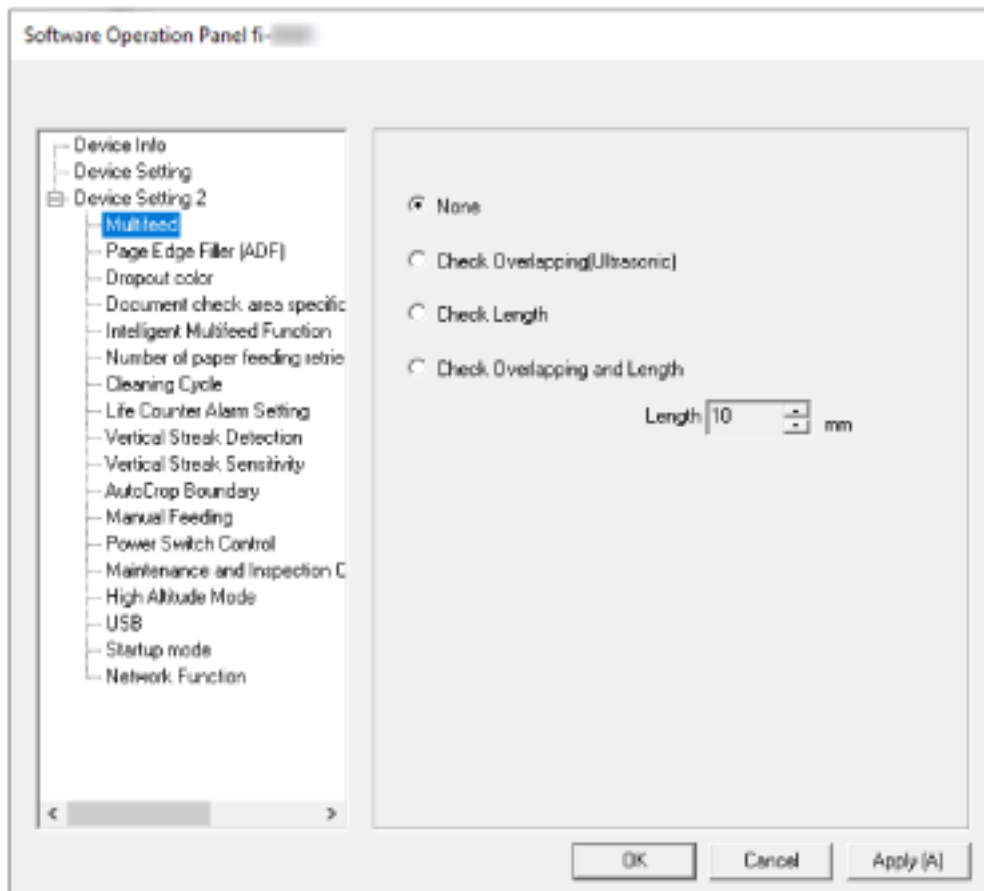 Software Operation Panel fi-
Device Info
Device Setting
Device Setting 2
Multifeed
Page Edge Filler (ADF)
Dropout color
Document check area specific
Intelligent Multifeed Function
Number of paper feeding retrie
Cleaning Cycle
Life Counter Alarm Setting
Vertical Streak Detection
Vertical Streak Sensitivity
AutoCrop Boundary
Manual Feeding
Power Switch Control
Maintenance and Inspection C
High Altitude Mode
USB
Startup mode
Network Function
None
Check Overlapping(Ultrasonic)
Check Length
Check Overlapping and Length
Length 10 mm
OK Cancel Apply (A)